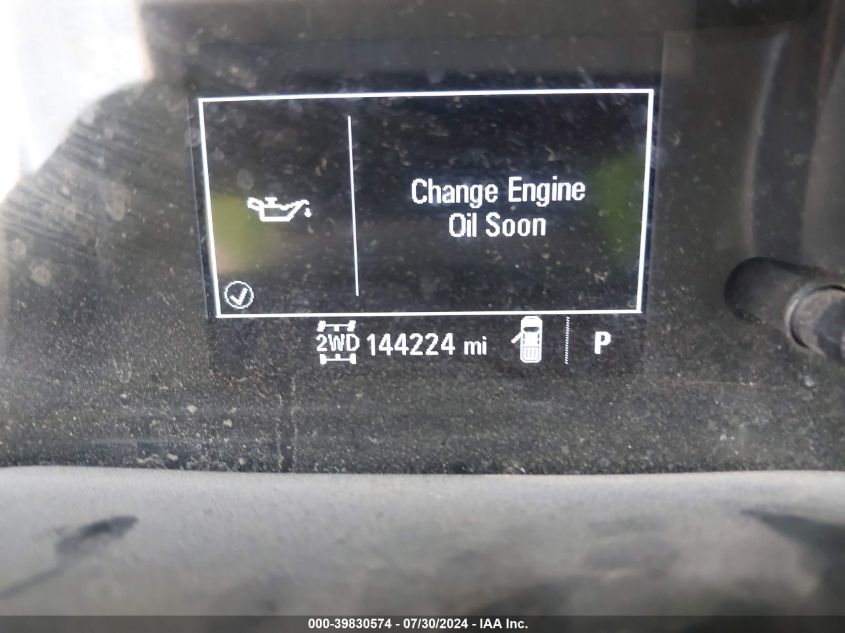 Change Engine
Oil Soon
2WD 144224 mi P
000-39830574 / 07/30/2024 - IAA Inc.